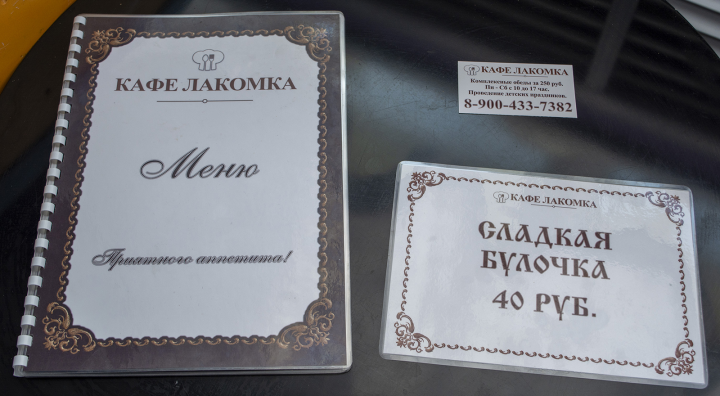 КАФЕ ЛАКОМКА
Меню
Приятного аппетита!
КАФЕ ЛАКОМКА
Комплексные обеды за 250 руб.
Пн - Сб с 10 до 17 час.
Проведение детских праздников.
8-900-433-7382
КАФЕ ЛАКОМКА
СЛАДКАЯ
БУЛОЧКА
40 РУБ.